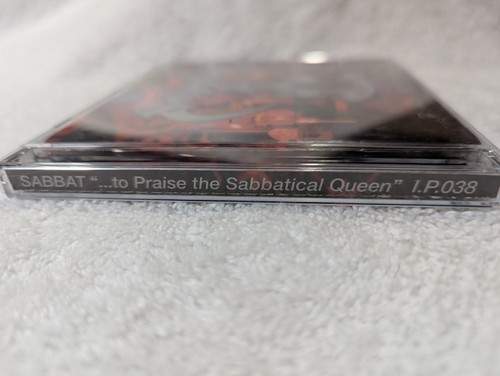 SABBAT "...to Praise the Sabbatical Queen" I.P.038